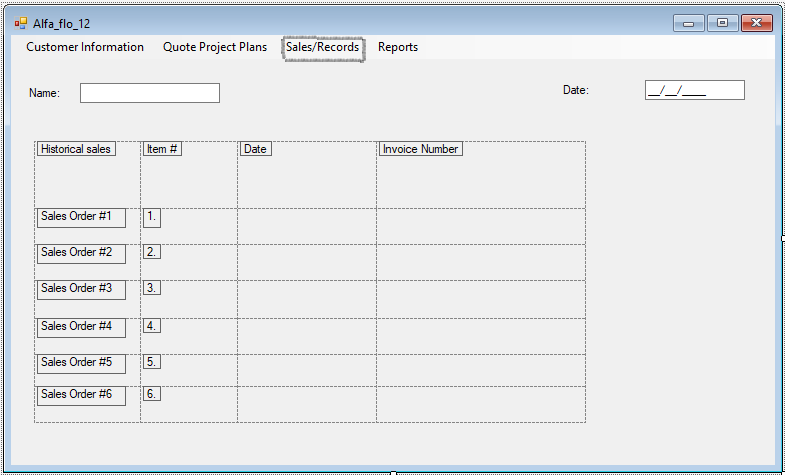 Alfa_flo_12
Customer Information Quote Project Plans Sales/Records Reports
Name: Date: __/__/____
Historical sales Item # Date Invoice Number
Sales Order #1 1.
Sales Order #2 2.
Sales Order #3 3.
Sales Order #4 4.
Sales Order #5 5.
Sales Order #6 6.